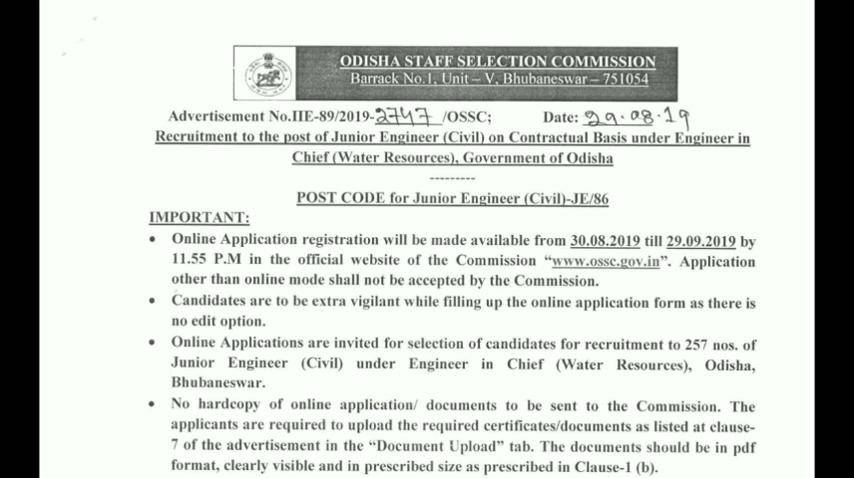 ODISHA STAFF SELECTION COMMISSION
Barrack No.1, Unit – V, Bhubaneswar – 751054
Advertisement No.IIE-89/2019-2747 /OSSC; Date: 29.08.19
Recruitment to the post of Junior Engineer (Civil) on Contractual Basis under Engineer in
Chief (Water Resources), Government of Odisha
---------
POST CODE for Junior Engineer (Civil)-JE/86
IMPORTANT:
• Online Application registration will be made available from 30.08.2019 till 29.09.2019 by
11.55 P.M in the official website of the Commission “www.ossc.gov.in”. Application
other than online mode shall not be accepted by the Commission.
• Candidates are to be extra vigilant while filling up the online application form as there is
no edit option.
• Online Applications are invited for selection of candidates for recruitment to 257 nos. of
Junior Engineer (Civil) under Engineer in Chief (Water Resources), Odisha,
Bhubaneswar.
• No hardcopy of online application/ documents to be sent to the Commission. The
applicants are required to upload the required certificates/documents as listed at clause-
7 of the advertisement in the “Document Upload” tab. The documents should be in pdf
format, clearly visible and in prescribed size as prescribed in Clause-1 (b).